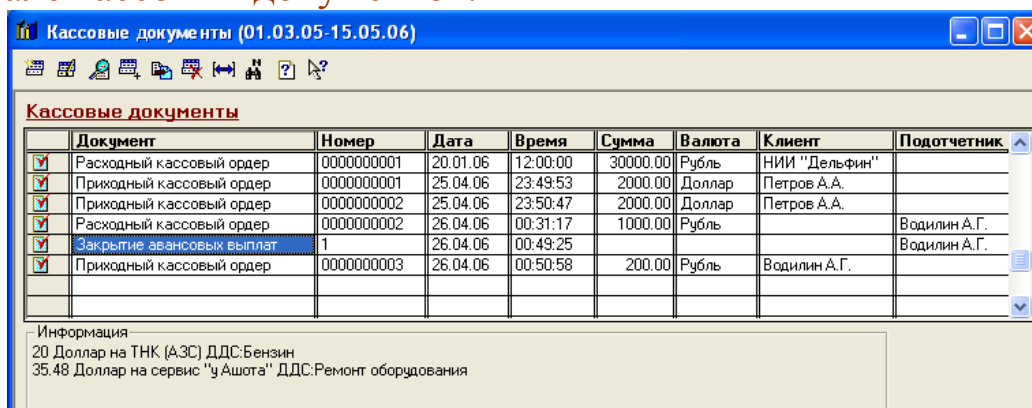 Кассовые документы (01.03.05-15.05.06)
Кассовые документы
Документ Номер Дата Время Сумма Валюта Клиент Подотчетник
Расходный кассовый ордер 0000000001 20.01.06 12:00:00 30000.00 Рубль НИИ "Дельфин"
Приходный кассовый ордер 0000000001 25.04.06 23:49:53 2000.00 Доллар Петров А.А.
Приходный кассовый ордер 0000000002 25.04.06 23:50:47 2000.00 Доллар Петров А.А.
Расходный кассовый ордер 0000000002 26.04.06 00:31:17 1000.00 Рубль Водилин А.Г.
Закрытие авансовых выплат 1 26.04.06 00:49:25 Водилин А.Г.
Приходный кассовый ордер 0000000003 26.04.06 00:50:58 200.00 Рубль Водилин А.Г.
Информация
20 Доллар на ТНК (АЗС) ДДС:Бензин
35.48 Доллар на сервис "у Ашота" ДДС:Ремонт оборудования